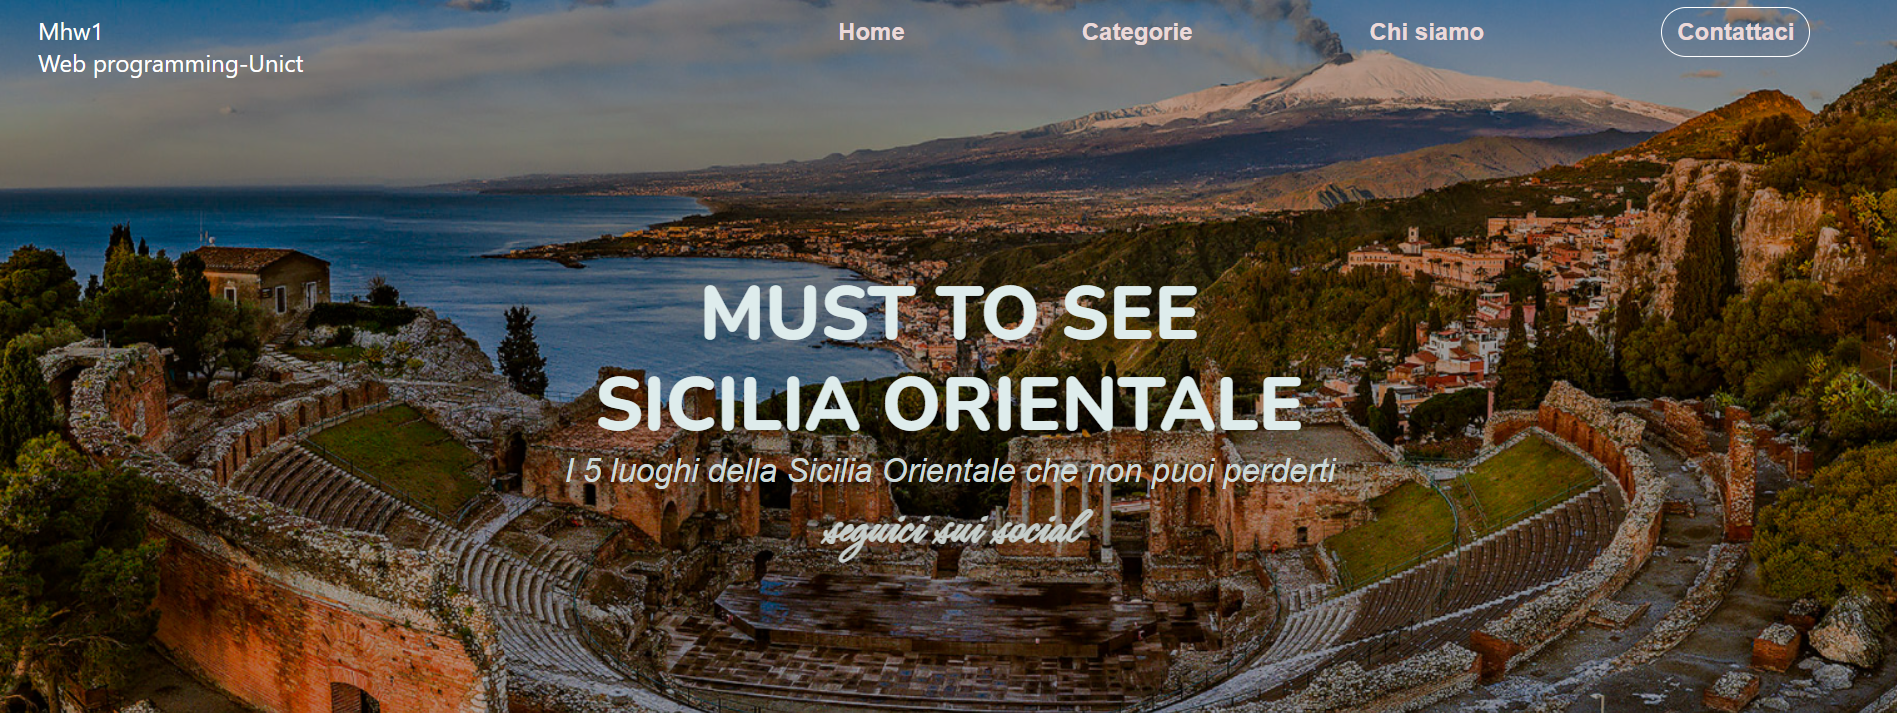 Mhw1
Web programming-Unict
Home Categorie Chi siamo Contattaci
MUST TO SEE
SICILIA ORIENTALE
I 5 luoghi della Sicilia Orientale che non puoi perderti
seguici sui social